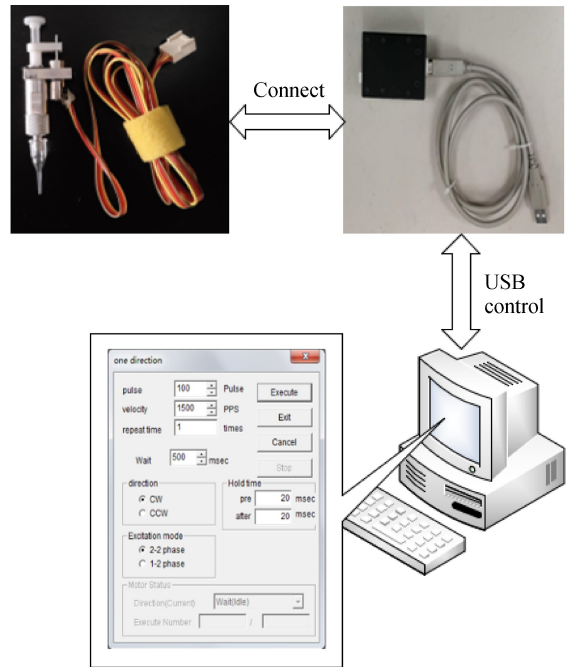 Connect
USB
control
one direction
pulse 100 Pulse Execute
velocity 1500 PPS Exit
repeat time 1 times
Cancel
Wait 500 msec Stop
direction Hold time
CW pre 20 msec
CCW after 20 msec
Excitation mode
2-2 phase
1-2 phase
Motor Status
Direction(Current) Wait(Idle)
Execute Number /